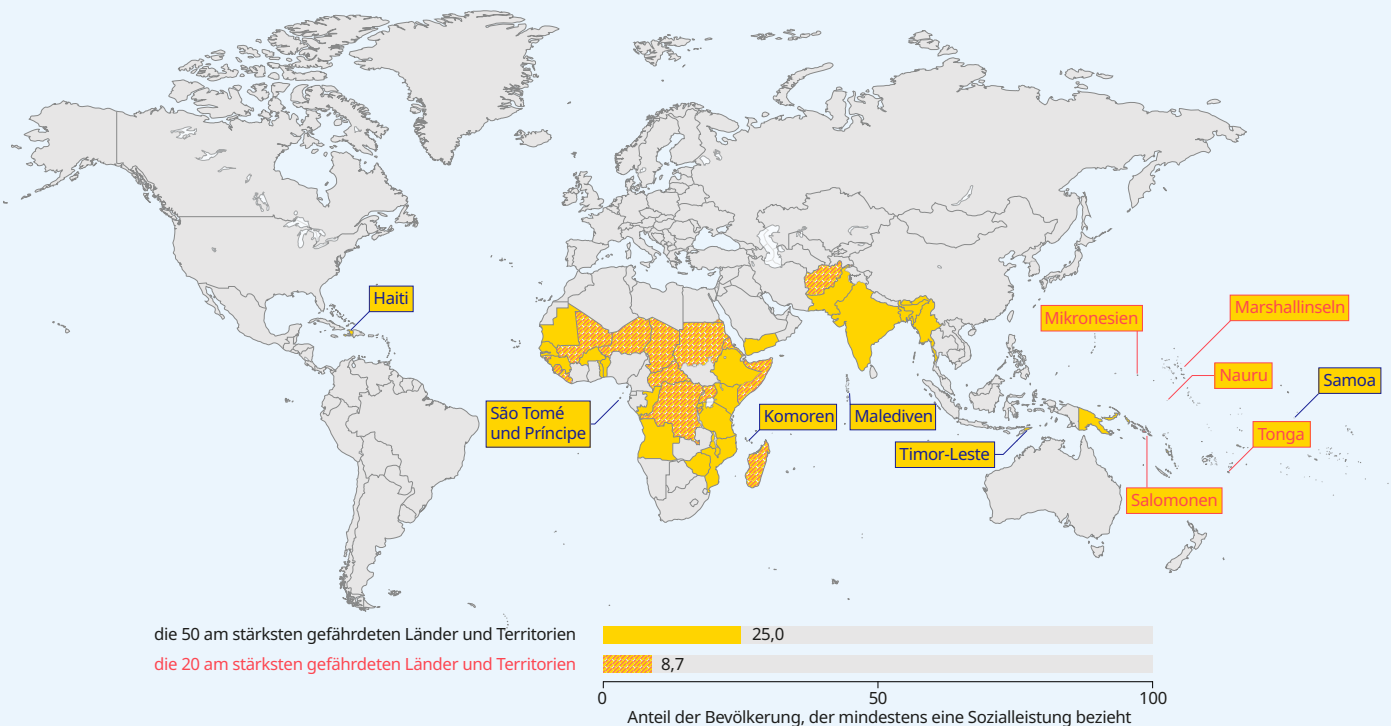 Haiti
Marshallinseln
Mikronesien
Nauru
Samoa
São Tomé
und Príncipe
Komoren
Malediven
Tonga
Timor-Leste
Salomonen
die 50 am stärksten gefährdeten Länder und Territorien 25,0
die 20 am stärksten gefährdeten Länder und Territorien 8,7
0 50 100
Anteil der Bevölkerung, der mindestens eine Sozialleistung bezieht